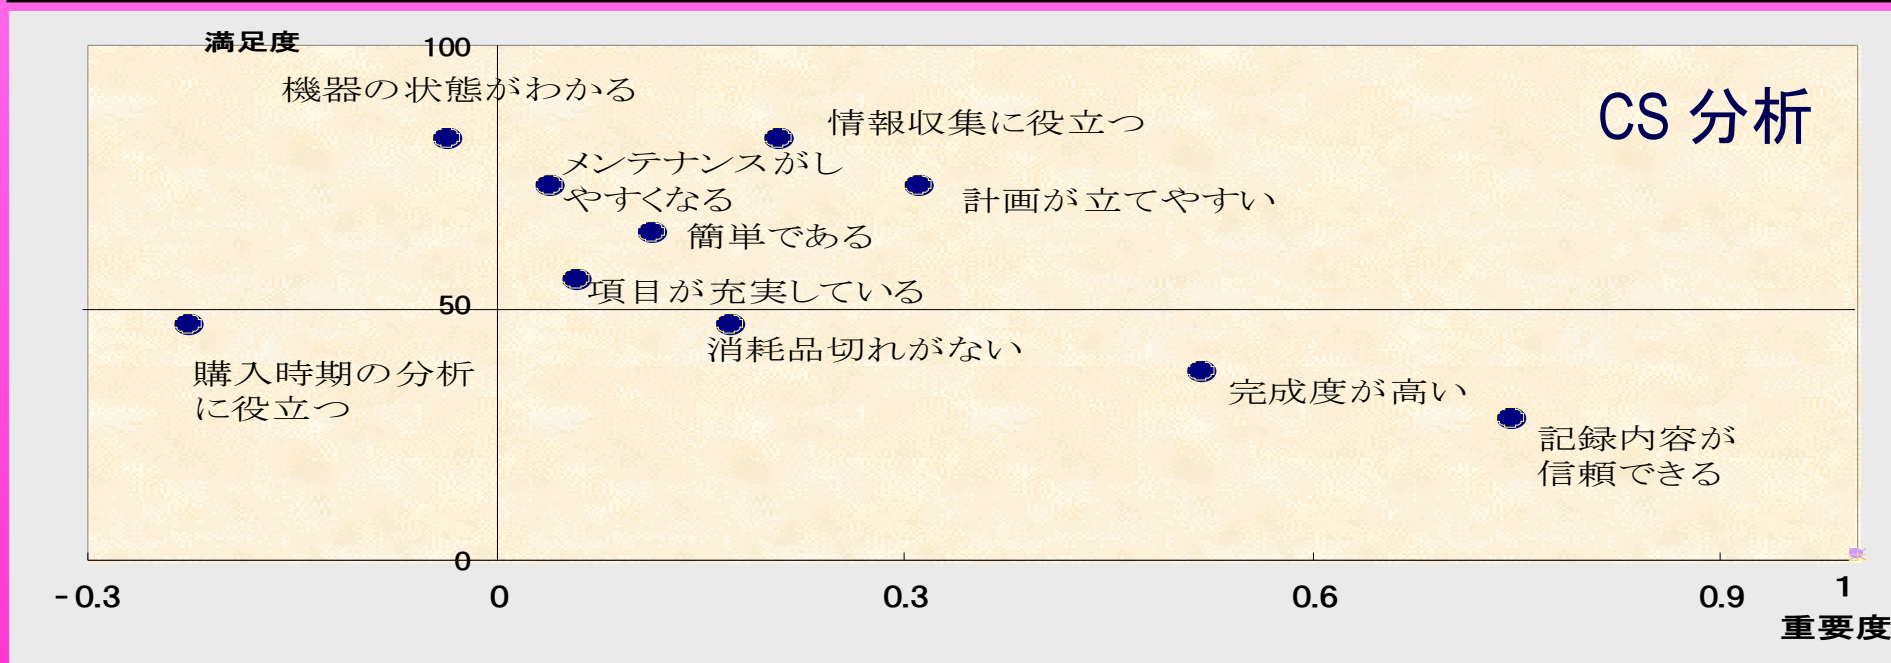 満足度
100
機器の状態がわかる
情報収集に役立つ
CS 分析
メンテナンスがし
やすくなる
計画が立てやすい
簡単である
項目が充実している
50
消耗品切れがない
購入時期の分析
に役立つ
完成度が高い
記録内容が
信頼できる
0
-0.3
0
0.3
0.6
0.9
1
重要度